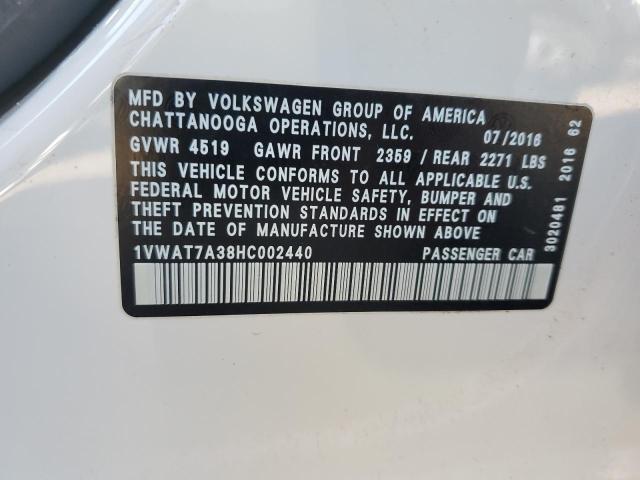 MFD BY VOLKSWAGEN GROUP OF AMERICA
CHATTANOOGA OPERATIONS, LLC. 07/2016
GVWR 4519 GAWR FRONT 2359 / REAR 2271 LBS
THIS VEHICLE CONFORMS TO ALL APPLICABLE U.S.
FEDERAL MOTOR VEHICLE SAFETY, BUMPER AND
THEFT PREVENTION STANDARDS IN EFFECT ON
THE DATE OF MANUFACTURE SHOWN ABOVE
1VWAT7A38HC002440 PASSENGER CAR
3020481 2016 62